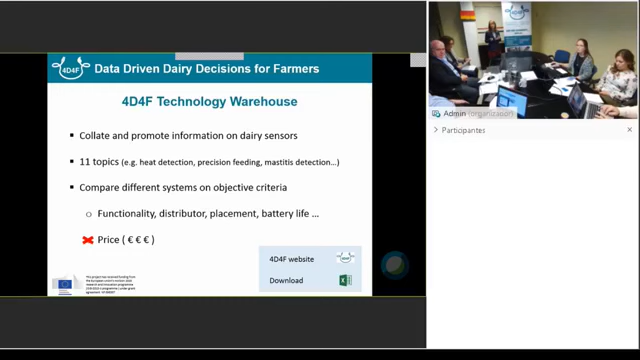 4D4F
Data Driven Dairy Decisions for Farmers
4D4F Technology Warehouse
Collate and promote information on dairy sensors
11 topics (e.g. heat detection, precision feeding, mastitis detection…)
Compare different systems on objective criteria
Functionality, distributor, placement, battery life …
Price ( € € € )
4D4F website
Download
Admin (organizator)
Participantes